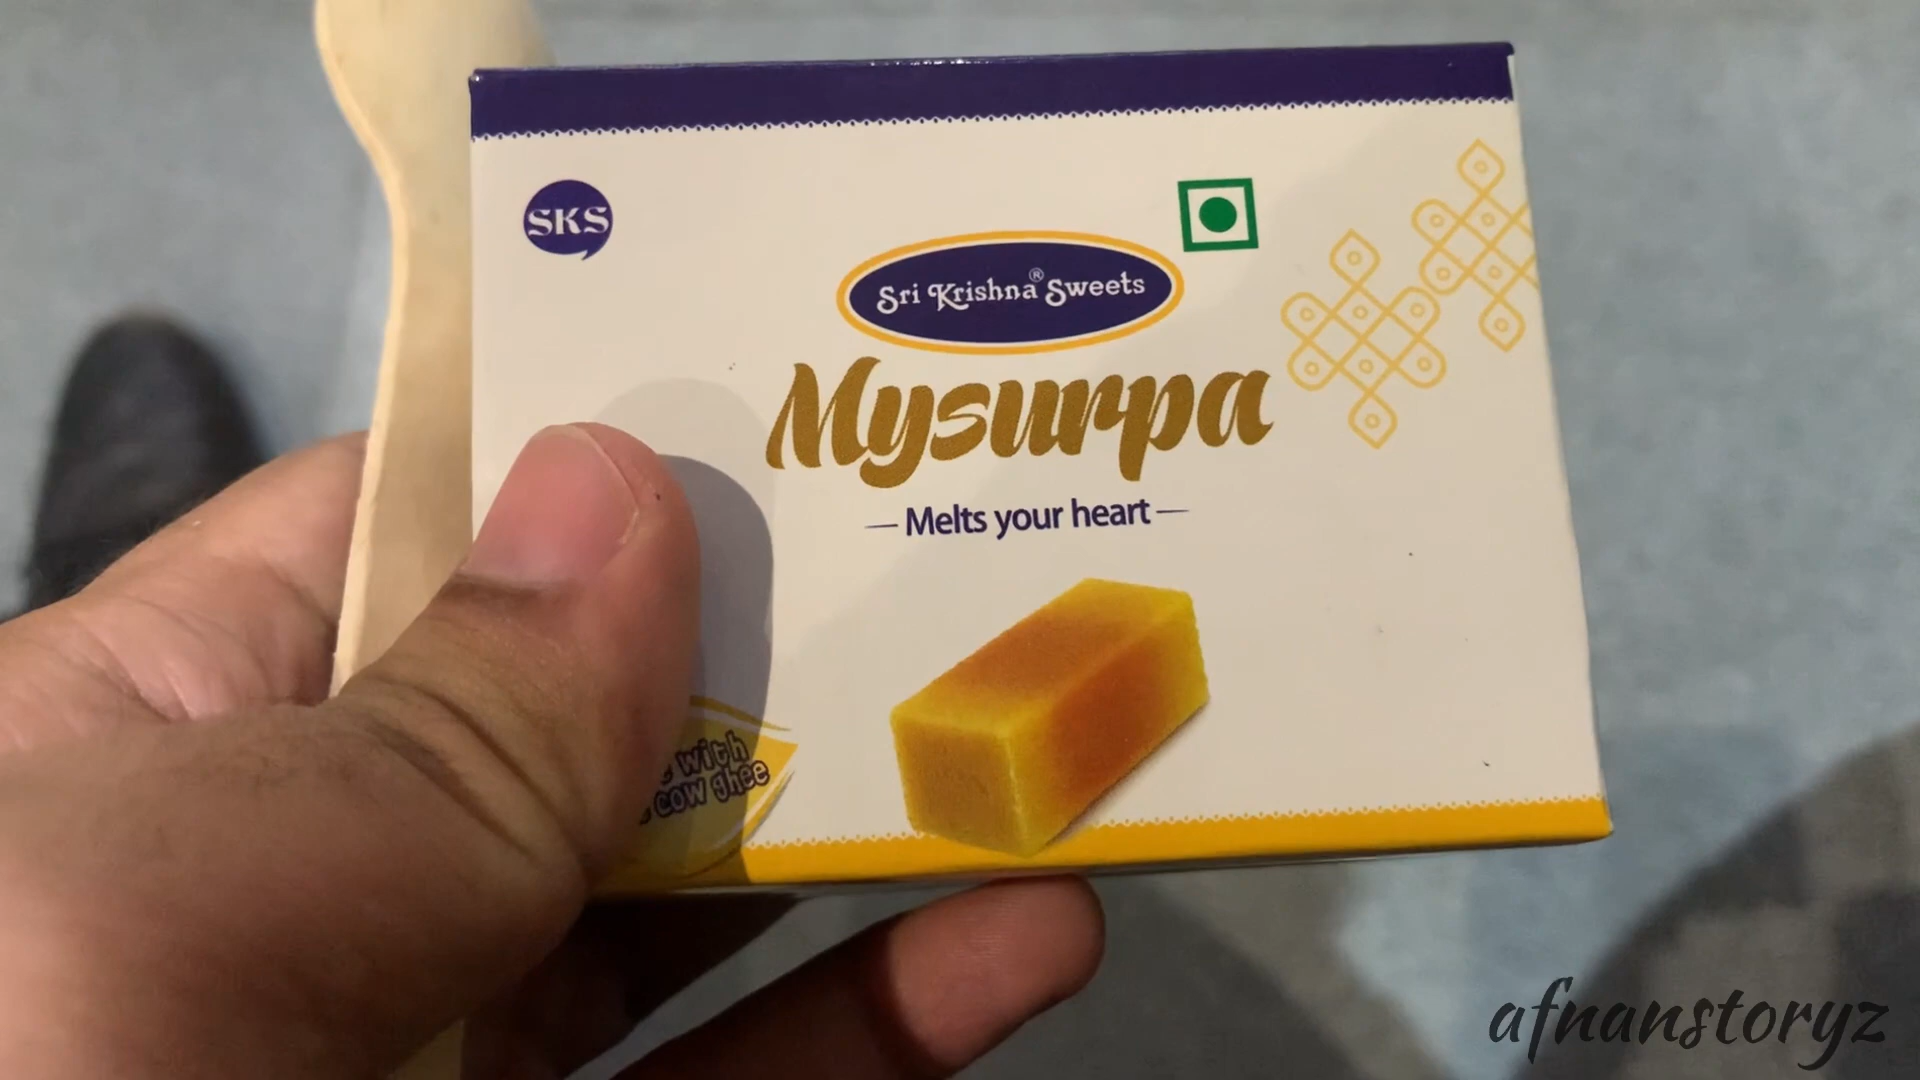 SKS
Sri Krishna® Sweets
Mysurpa
Melts your heart
with
cow ghee
afnanstoryz